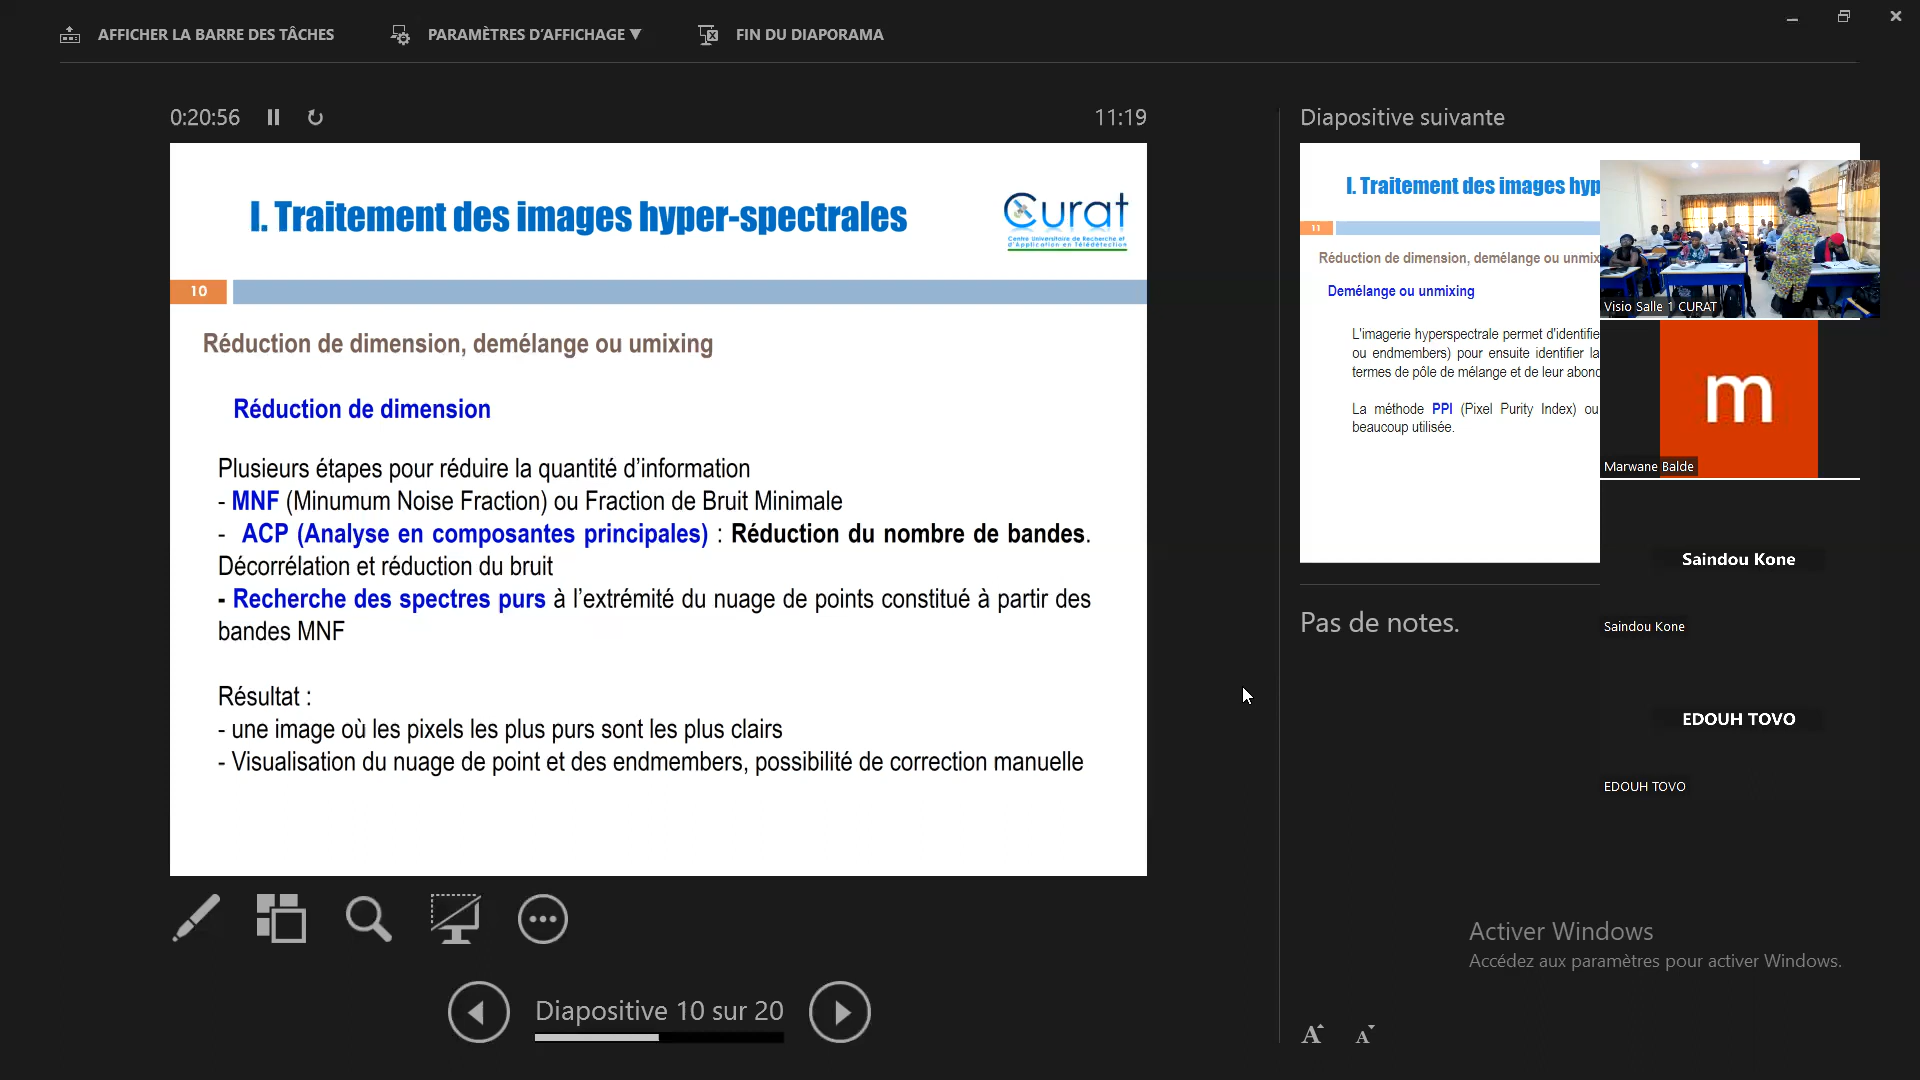 AFFICHER LA BARRE DES TÂCHES
PARAMÈTRES D'AFFICHAGE ▼
FIN DU DIAPORAMA
0:20:56
11:19
I. Traitement des images hyper-spectrales
Curat
Centre Universitaire de Recherche et
d'Application en Télédétection
10
Réduction de dimension, demélange ou umixing
Réduction de dimension
Plusieurs étapes pour réduire la quantité d’information
- MNF (Minumum Noise Fraction) ou Fraction de Bruit Minimale
- ACP (Analyse en composantes principales) : Réduction du nombre de bandes.
Décorrélation et réduction du bruit
- Recherche des spectres purs à l’extrémité du nuage de points constitué à partir des
bandes MNF
Résultat :
- une image où les pixels les plus purs sont les plus clairs
- Visualisation du nuage de point et des endmembers, possibilité de correction manuelle
Diapositive 10 sur 20
Diapositive suivante
I. Traitement des images hyp
11
Réduction de dimension, demélange ou unmix
Demélange ou unmixing
L'imagerie hyperspectrale permet d'identifie
ou endmembers) pour ensuite identifier la
termes de pôle de mélange et de leur abond
La méthode PPI (Pixel Purity Index) ou
beaucoup utilisée.
Visio Salle 1 CURAT
m
Marwane Balde
Saindou Kone
Saindou Kone
EDOUH TOVO
EDOUH TOVO
Pas de notes.
Activer Windows
Accédez aux paramètres pour activer Windows.
A
A